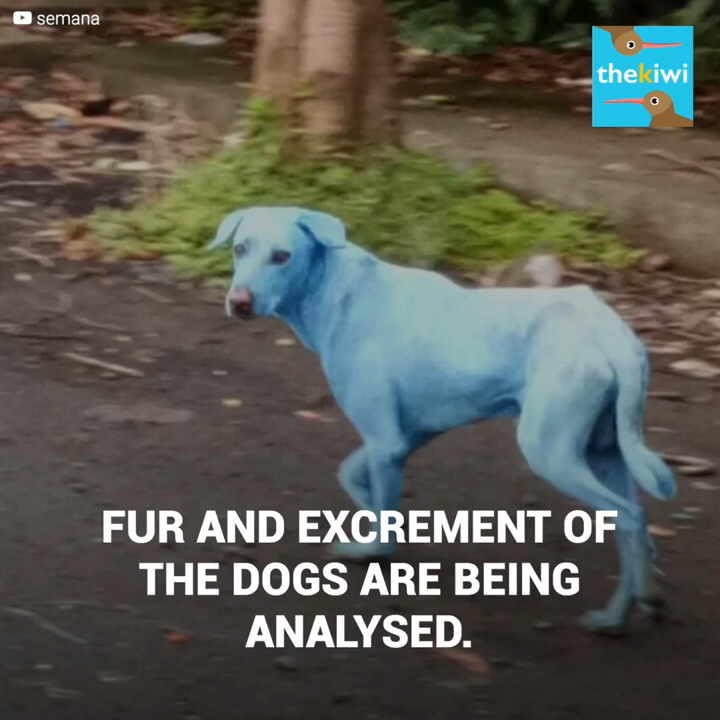 semana
thekiwi
FUR AND EXCREMENT OF
THE DOGS ARE BEING
ANALYSED.